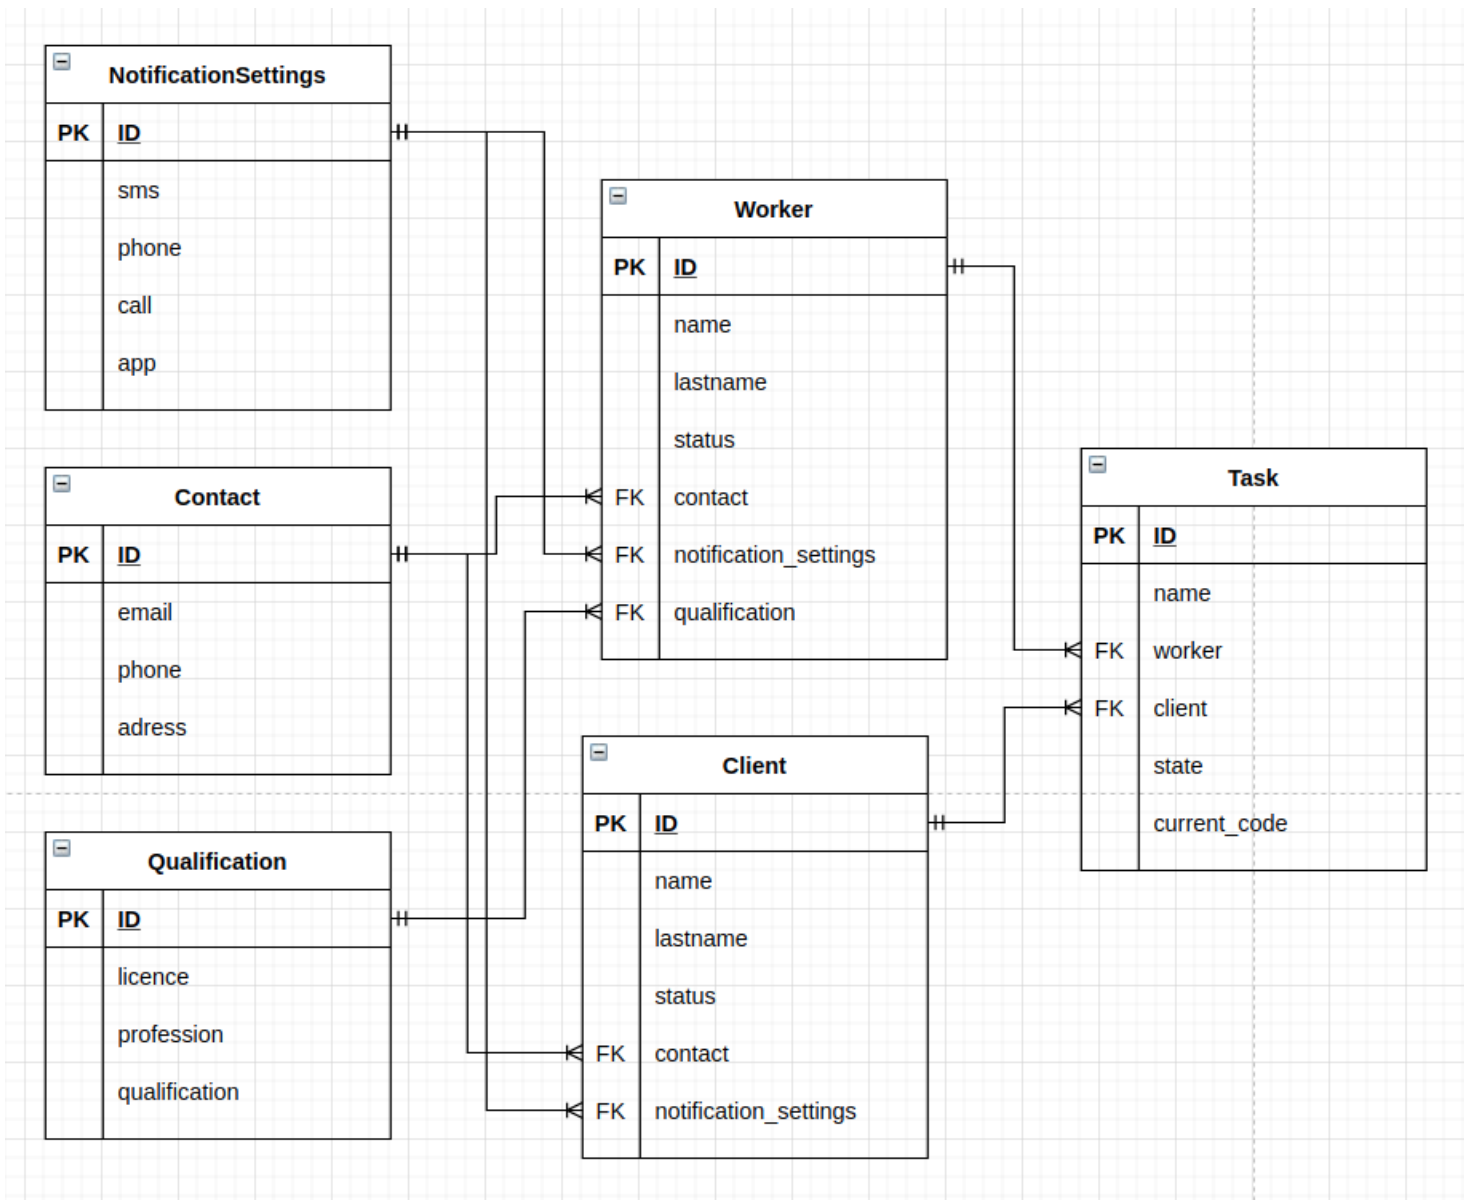 NotificationSettings
PK ID
sms
phone
call
app
Contact
PK ID
email
phone
adress
Qualification
PK ID
licence
profession
qualification
Worker
PK ID
name
lastname
status
FK contact
FK notification_settings
FK qualification
Client
PK ID
name
lastname
status
FK contact
FK notification_settings
Task
PK ID
name
FK worker
FK client
state
current_code